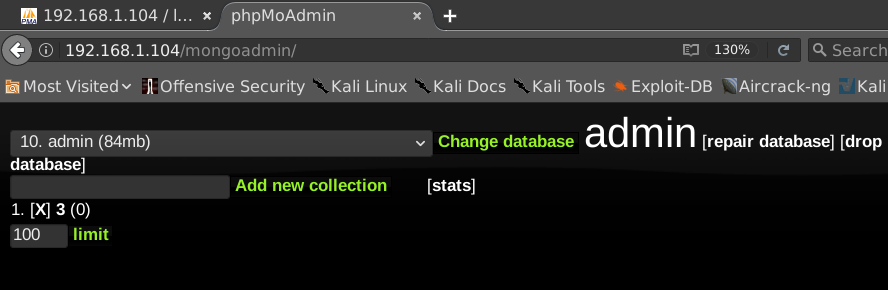 192.168.1.104 / l... × phpMoAdmin × +
192.168.1.104/mongoadmin/ 130% Search
Most Visited Offensive Security Kali Linux Kali Docs Kali Tools Exploit-DB Aircrack-ng Kali
10. admin (84mb) Change database admin [repair database] [drop
database]
Add new collection [stats]
1. [X] 3 (0)
100 limit